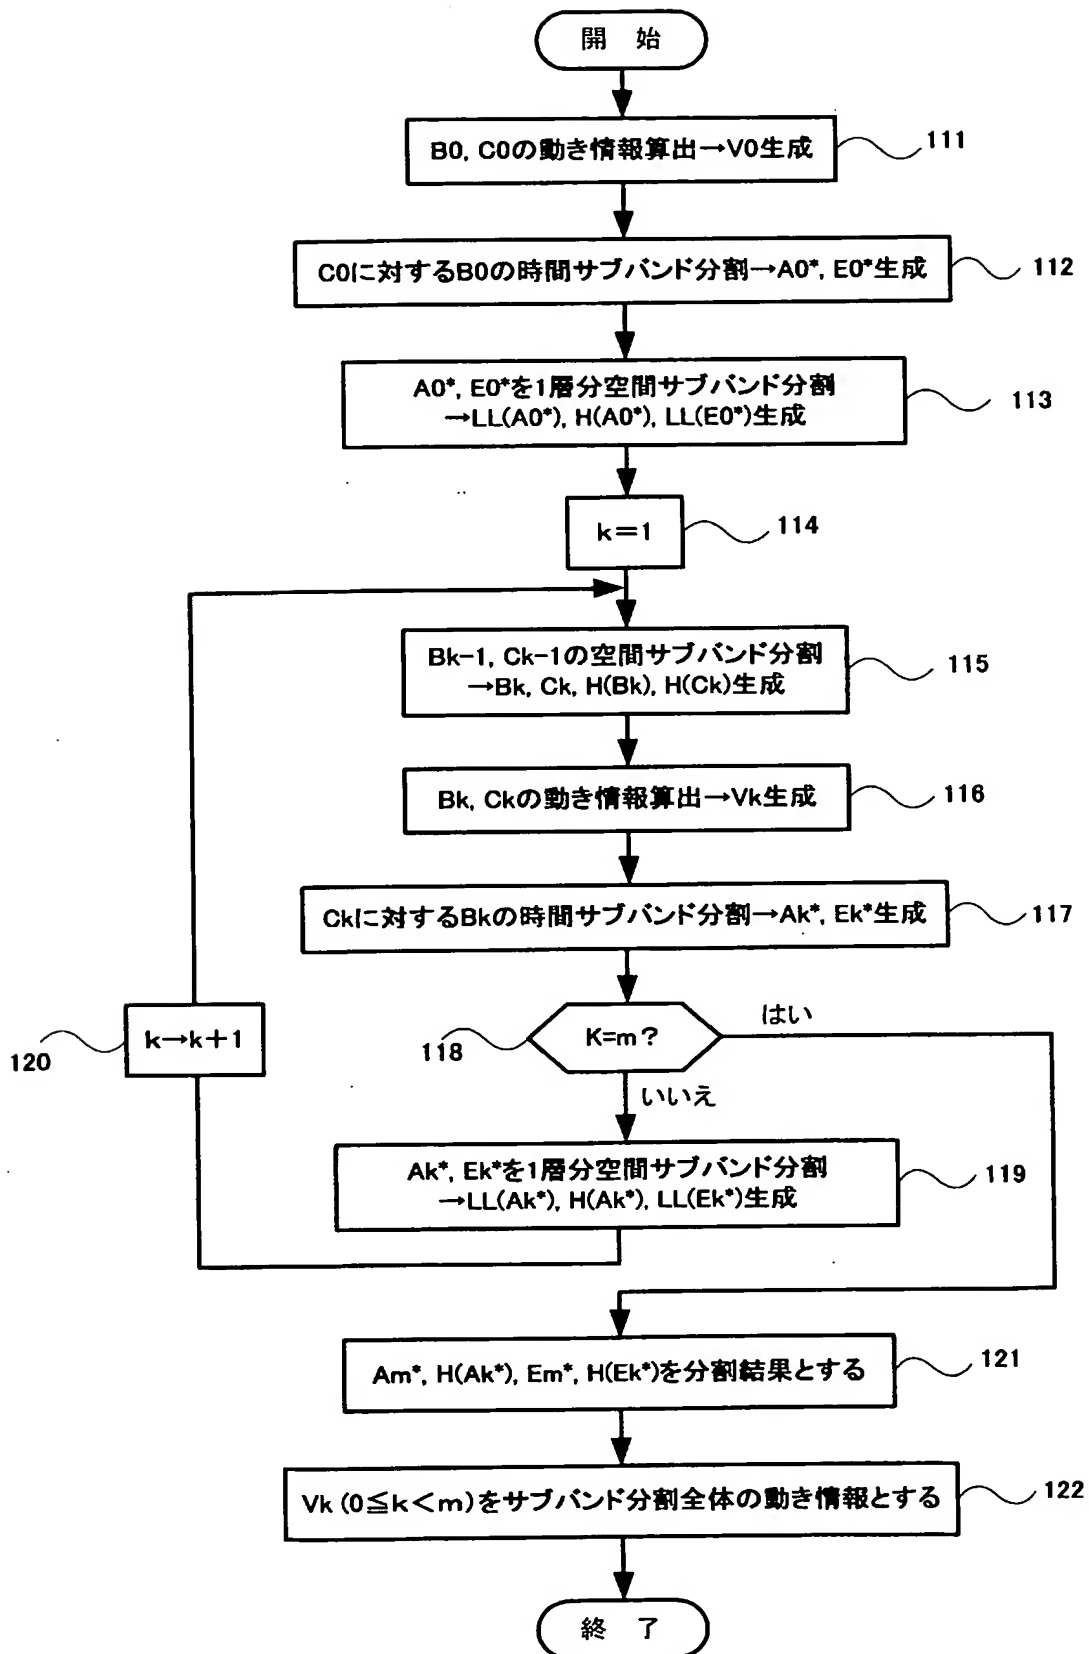 開 始
B0, C0の動き情報算出→V0生成
111
C0に対するB0の時間サブバンド分割→A0*, E0*生成
112
A0*, E0*を1層分空間サブバンド分割
→LL(A0*), H(A0*), LL(E0*)生成
113
k=1
114
Bk-1, Ck-1の空間サブバンド分割
→Bk, Ck, H(Bk), H(Ck)生成
115
Bk, Ckの動き情報算出→Vk生成
116
Ckに対するBkの時間サブバンド分割→Ak*, Ek*生成
117
K=m?
118
はい
いいえ
k→k+1
120
Ak*, Ek*を1層分空間サブバンド分割
→LL(Ak*), H(Ak*), LL(Ek*)生成
119
Am*, H(Ak*), Em*, H(Ek*)を分割結果とする
121
Vk (0≦k<m)をサブバンド分割全体の動き情報とする
122
終 了